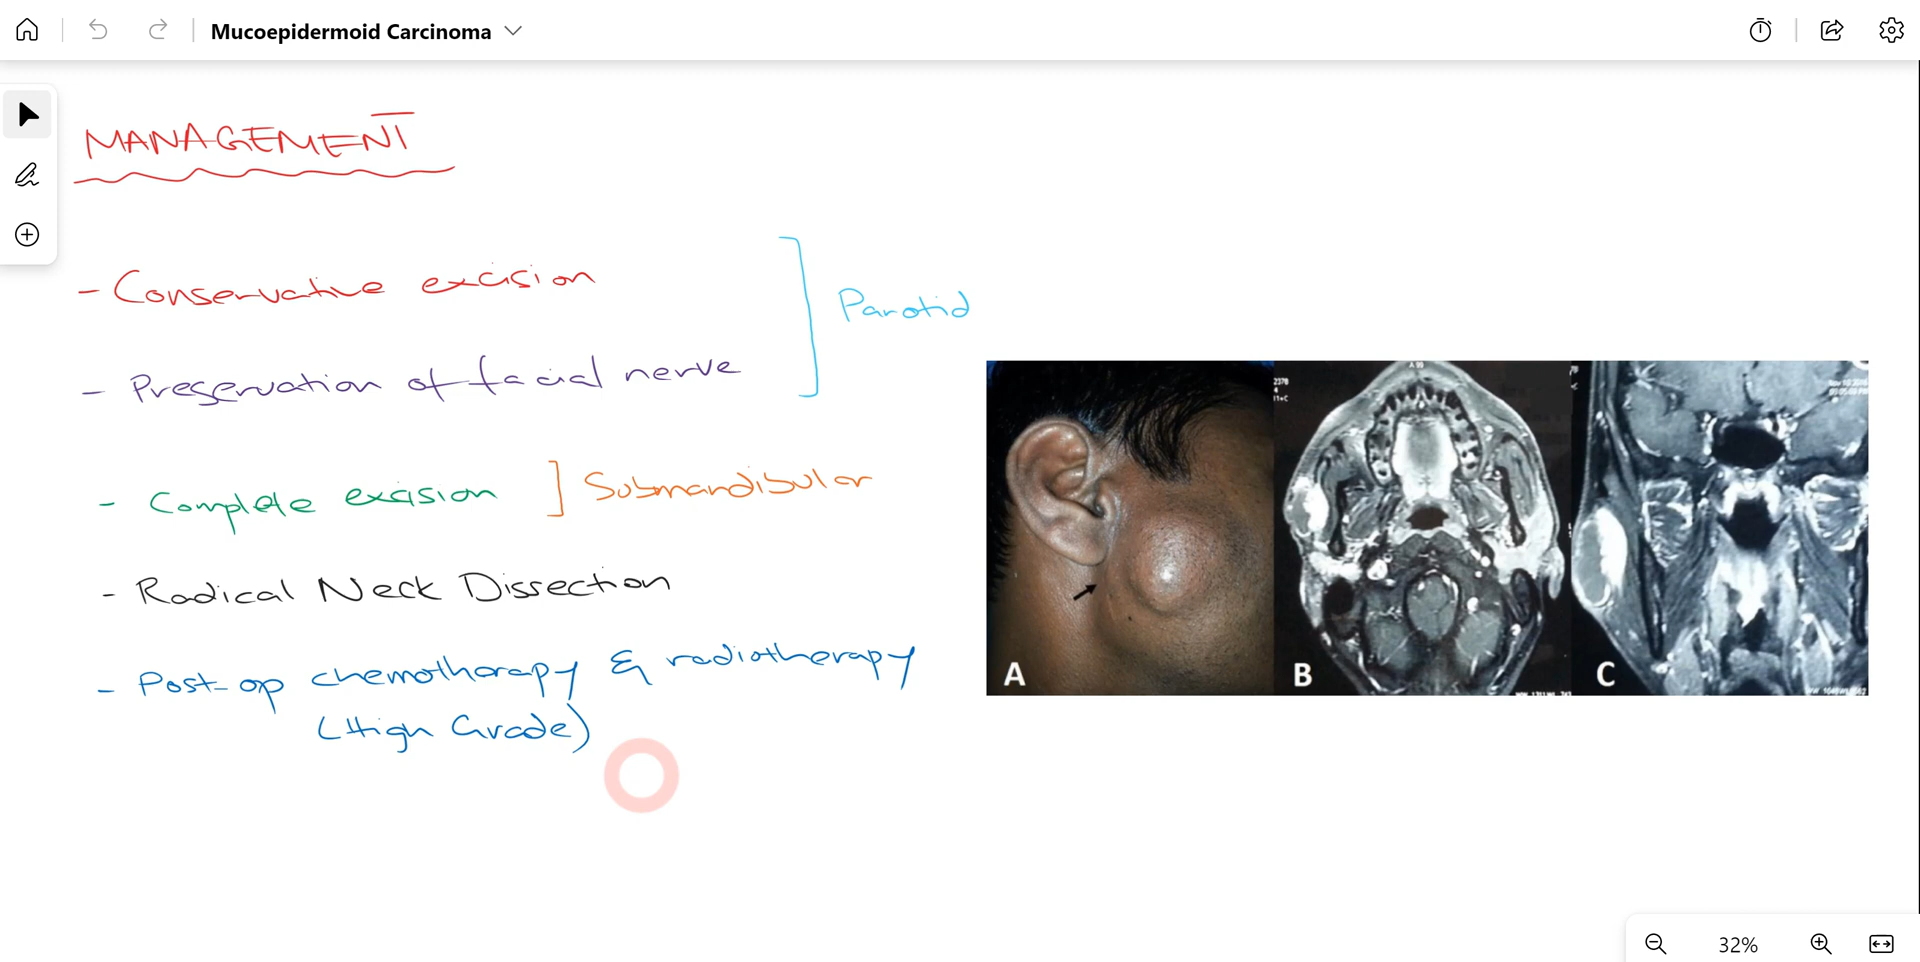 Mucoepidermoid Carcinoma
MANAGEMENT
- Conservative excision
- Preservation of facial nerve
Parotid
- Complete excision ] Submandibular
- Radical Neck Dissection
- Post-op chemotherapy & radiotherapy
(High Grade)
A
B
C
32%